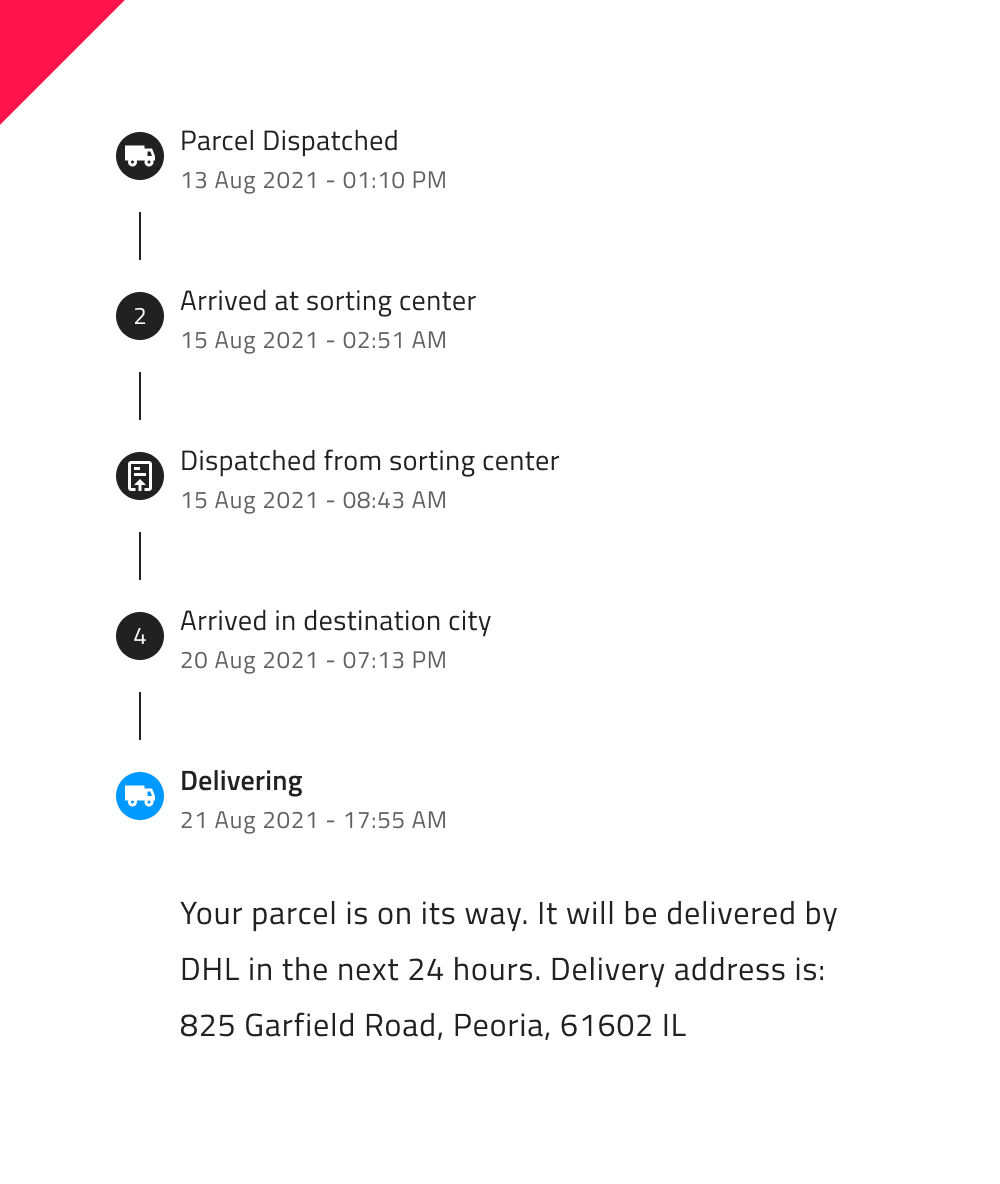 Parcel Dispatched
13 Aug 2021 - 01:10 PM
2
Arrived at sorting center
15 Aug 2021 - 02:51 AM
Dispatched from sorting center
15 Aug 2021 - 08:43 AM
4
Arrived in destination city
20 Aug 2021 - 07:13 PM
Delivering
21 Aug 2021 - 17:55 AM
Your parcel is on its way. It will be delivered by
DHL in the next 24 hours. Delivery address is:
825 Garfield Road, Peoria, 61602 IL